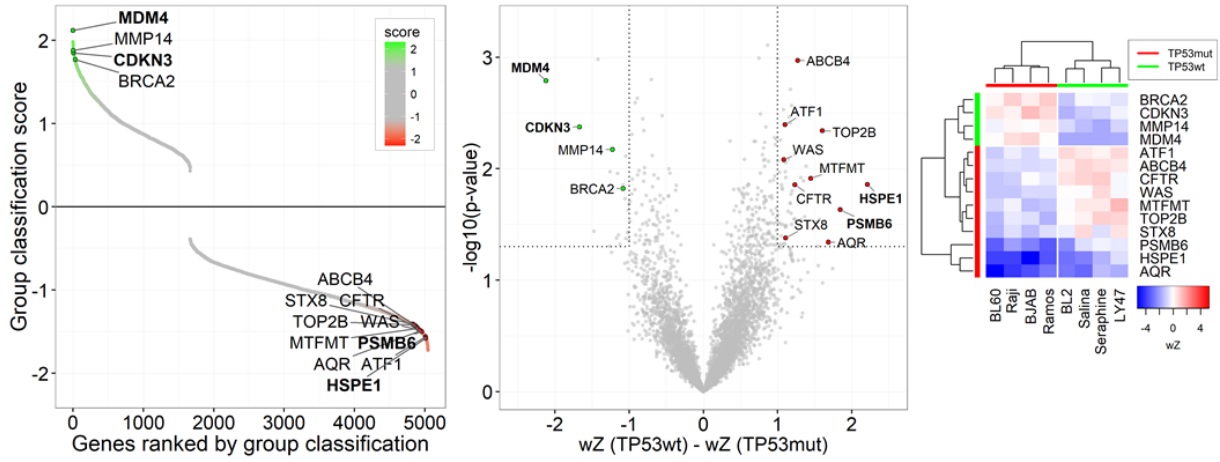 MDM4
MMP14
CDKN3
BRCA2
score
2
1
0
-1
-2
ABCB4
STX8 CFTR
TOP2B WAS
MTFMT PSMB6
AQR ATF1
HSPE1
2
1
0
-1
-2
Group classification score
0 1000 2000 3000 4000 5000
Genes ranked by group classification
MDM4
CDKN3
MMP14
BRCA2
ABCB4
ATF1
TOP2B
WAS
MTFMT
CFTR
HSPE1
STX8
PSMB6
AQR
3
2
1
0
-log10(p-value)
-2 -1 0 1 2
wZ (TP53wt) - wZ (TP53mut)
TP53mut
TP53wt
BRCA2
CDKN3
MMP14
MDM4
ATF1
ABCB4
CFTR
WAS
MTFMT
TOP2B
STX8
PSMB6
HSPE1
AQR
BL60
Raji
BJAB
Ramos
BL2
Salina
Seraphine
LY47
-4 0 4
wZ